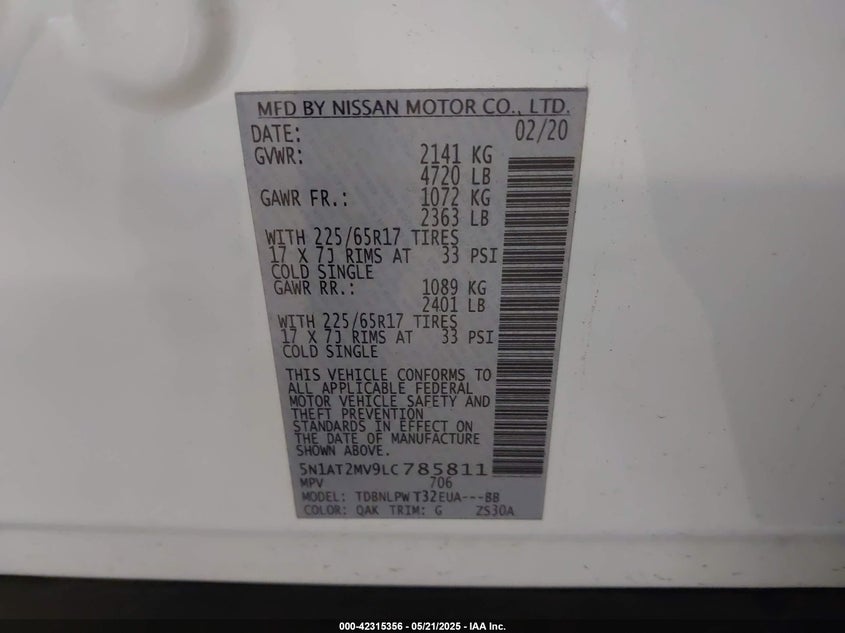 MFD BY NISSAN MOTOR CO., LTD.
DATE: 02/20
GVWR: 2141 KG
4720 LB
GAWR FR.: 1072 KG
2363 LB
WITH 225/65R17 TIRES
17 X 7J RIMS AT 33 PSI
COLD SINGLE
GAWR RR.: 1089 KG
2401 LB
WITH 225/65R17 TIRES
17 X 7J RIMS AT 33 PSI
COLD SINGLE
THIS VEHICLE CONFORMS TO
ALL APPLICABLE FEDERAL
MOTOR VEHICLE SAFETY AND
THEFT PREVENTION
STANDARDS IN EFFECT ON
THE DATE OF MANUFACTURE
SHOWN ABOVE.
5N1AT2MV9LC785811
MPV 706
MODEL: TDBNLPW T32EUA---BB
COLOR: QAK TRIM: G ZS30A
000-42315356 — 05/21/2025 — IAA Inc.